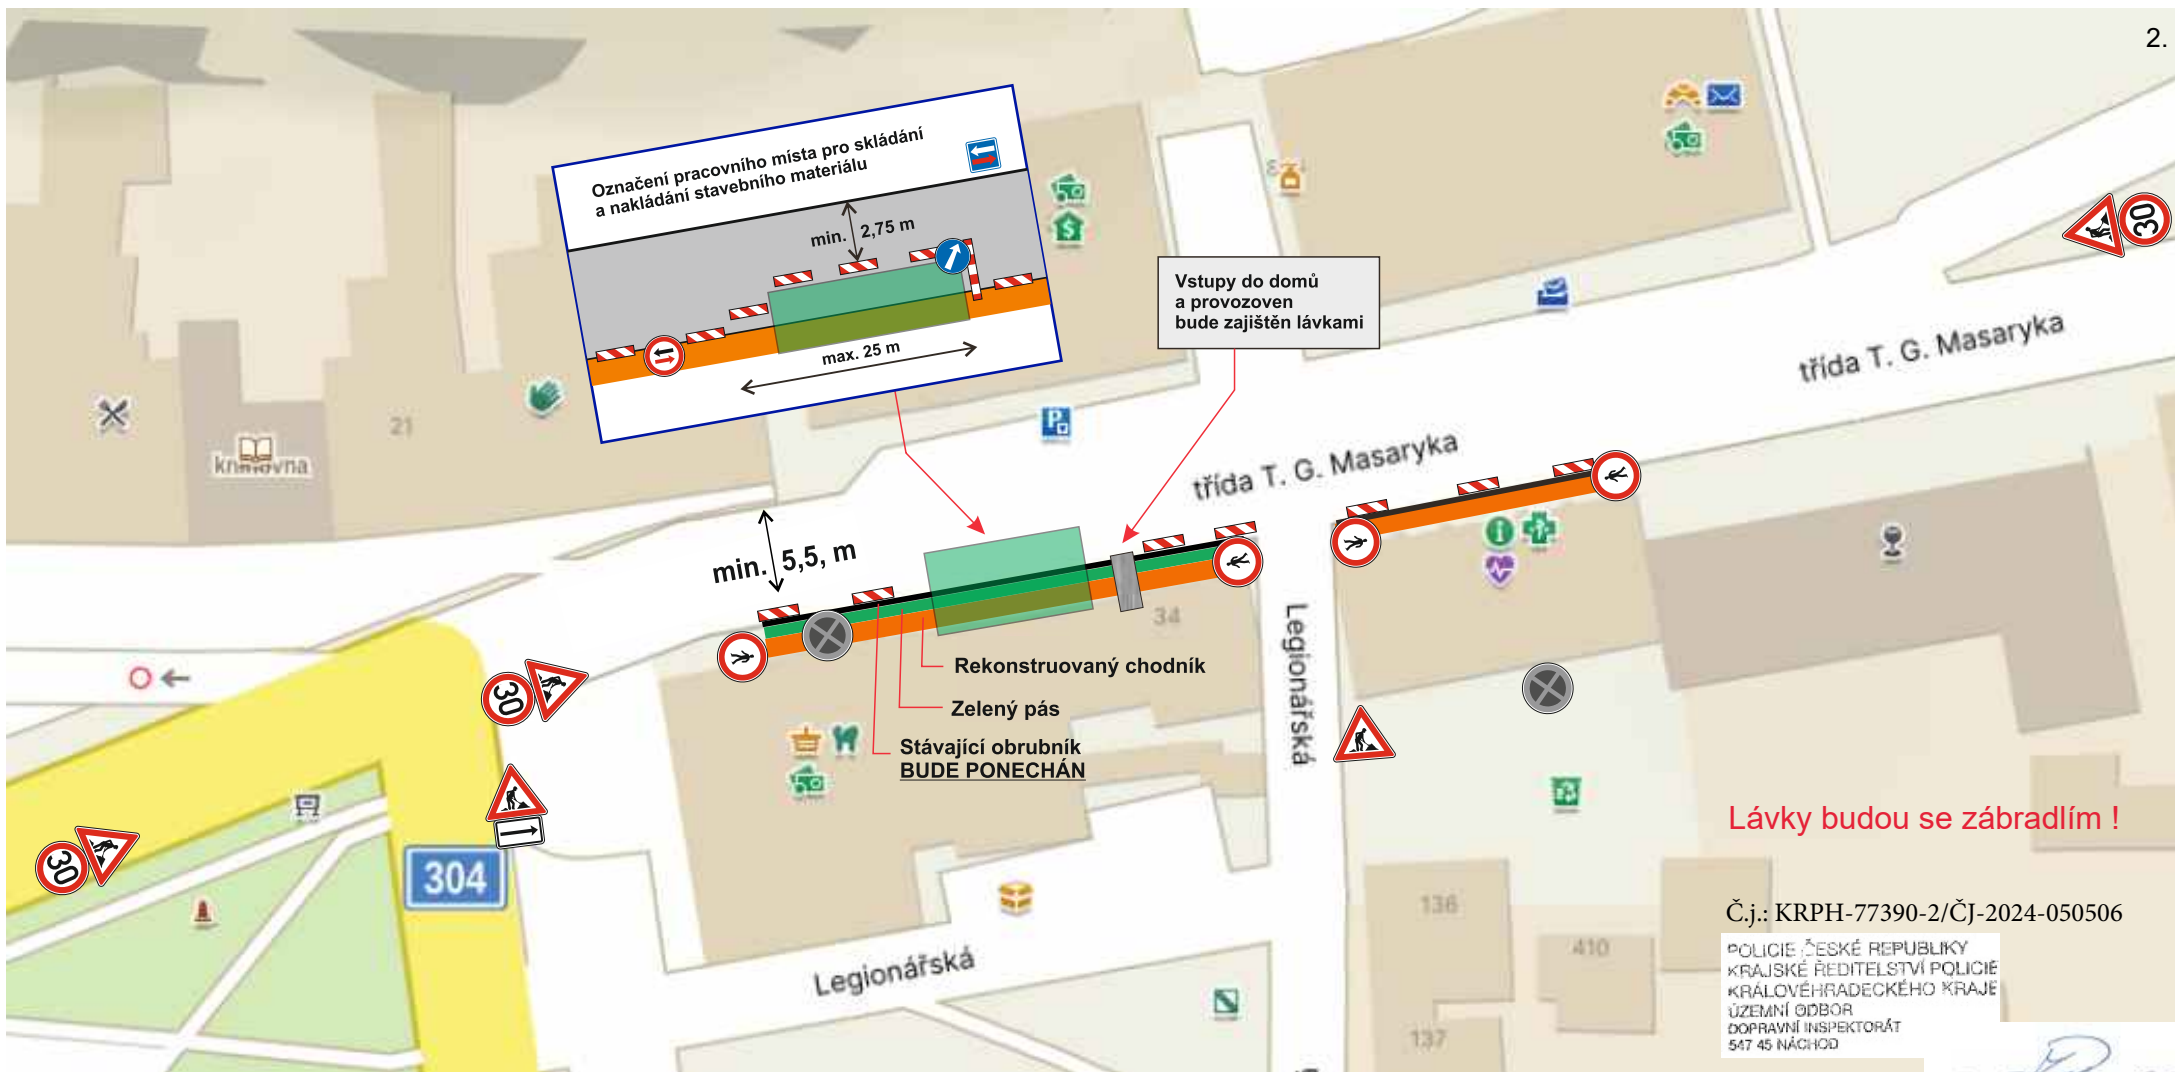 2.
Označení pracovního místa pro skládání
a nakládání stavebního materiálu
min. 2,75 m
max. 25 m
Vstupy do domů
a provozoven
bude zajištěn lávkami
30
třída T. G. Masaryka
třída T. G. Masaryka
21
knihovna
P
min. 5,5, m
34
Legionářská
Rekonstruovaný chodník
Zelený pás
Stávající obrubník
BUDE PONECHÁN
30
30
304
Lávky budou se zábradlím !
136
410
137
Legionářská
Č.j.: KRPH-77390-2/ČJ-2024-050506
POLICIE ČESKÉ REPUBLIKY
KRAJSKÉ ŘEDITELSTVÍ POLICIE
KRÁLOVÉHRADECKÉHO KRAJE
ÚZEMNÍ ODBOR
DOPRAVNÍ INSPEKTORÁT
547 45 NÁCHOD